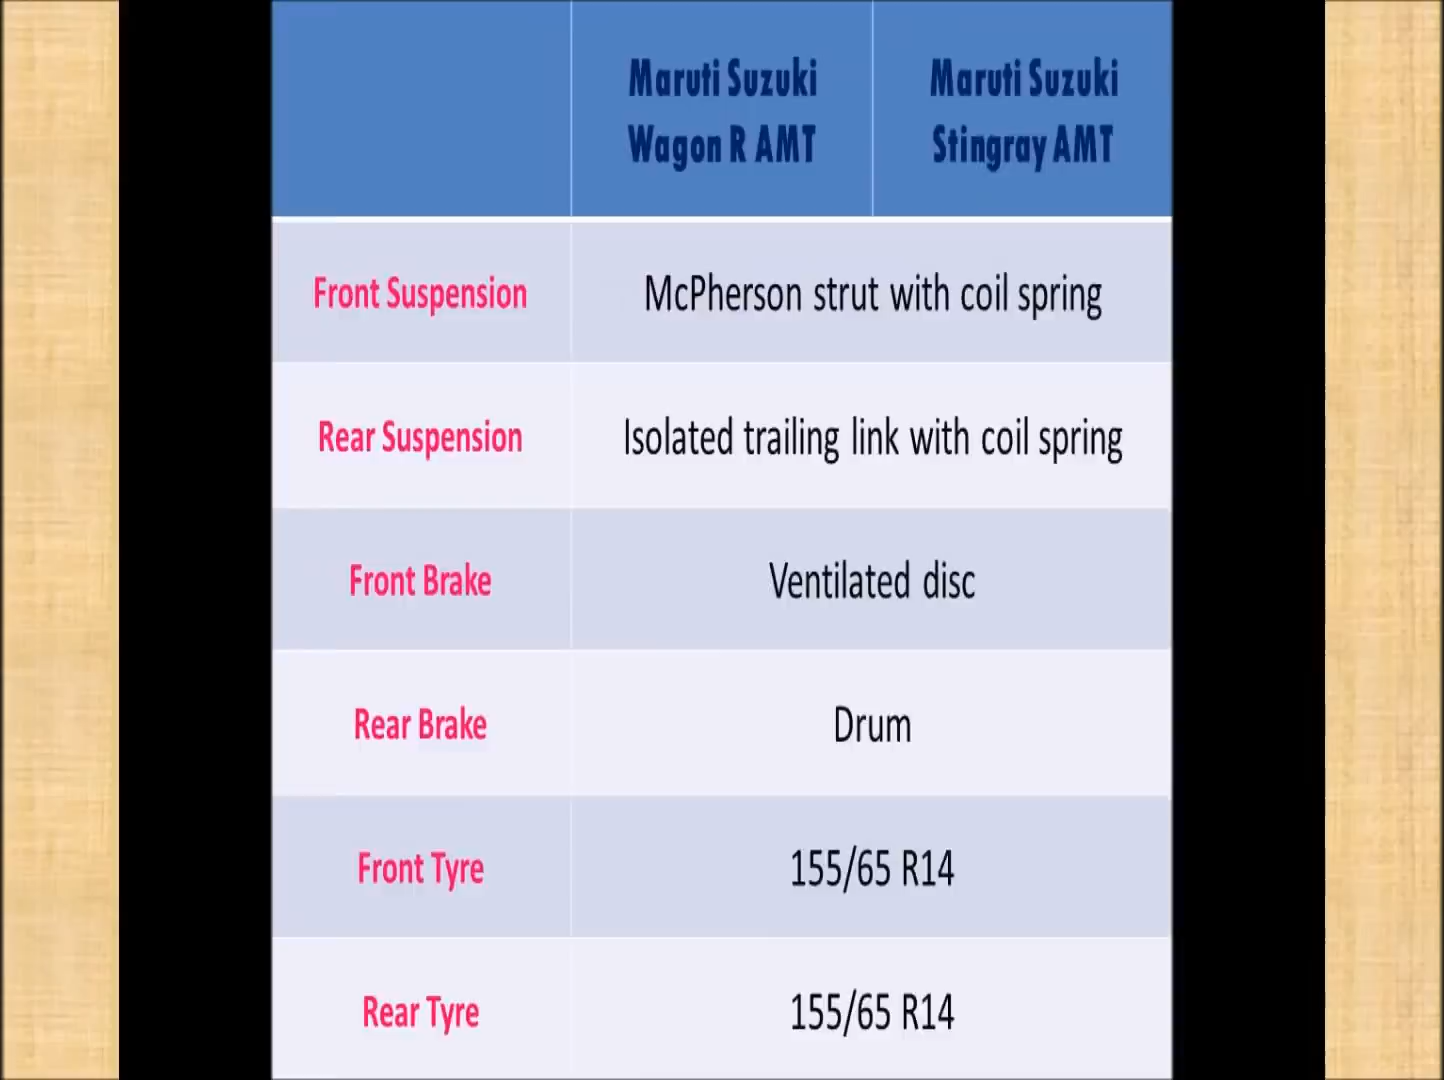 Maruti Suzuki
Wagon R AMT
Maruti Suzuki
Stingray AMT
Front Suspension
McPherson strut with coil spring
Rear Suspension
Isolated trailing link with coil spring
Front Brake
Ventilated disc
Rear Brake
Drum
Front Tyre
155/65 R14
Rear Tyre
155/65 R14